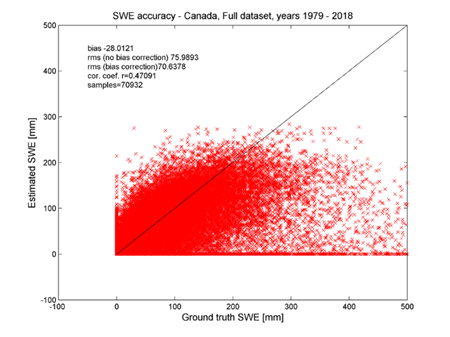 SWE accuracy - Canada, Full dataset, years 1979 - 2018
500
bias -28.0121
rms (no bias correction) 75.9893
rms (bias correction)70.6378
cor. coef. r=0.47091
samples=70932
400
300
Estimated SWE [mm]
200
100
0
-100
-100 0 100 200 300 400 500
Ground truth SWE [mm]